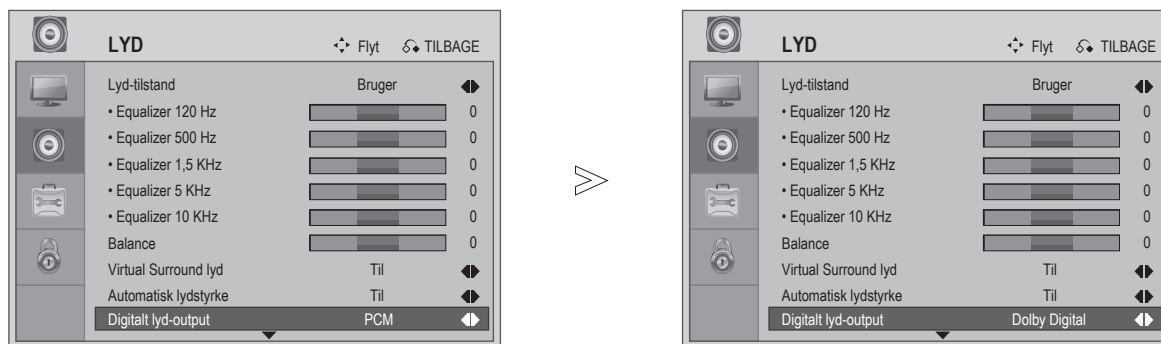 LYD Flyt TILBAGE
Lyd-tilstand Bruger
• Equalizer 120 Hz 0
• Equalizer 500 Hz 0
• Equalizer 1,5 KHz 0
• Equalizer 5 KHz 0
• Equalizer 10 KHz 0
Balance 0
Virtual Surround lyd Til
Automatisk lydstyrke Til
Digitalt lyd-output PCM
LYD Flyt TILBAGE
Lyd-tilstand Bruger
• Equalizer 120 Hz 0
• Equalizer 500 Hz 0
• Equalizer 1,5 KHz 0
• Equalizer 5 KHz 0
• Equalizer 10 KHz 0
Balance 0
Virtual Surround lyd Til
Automatisk lydstyrke Til
Digitalt lyd-output Dolby Digital